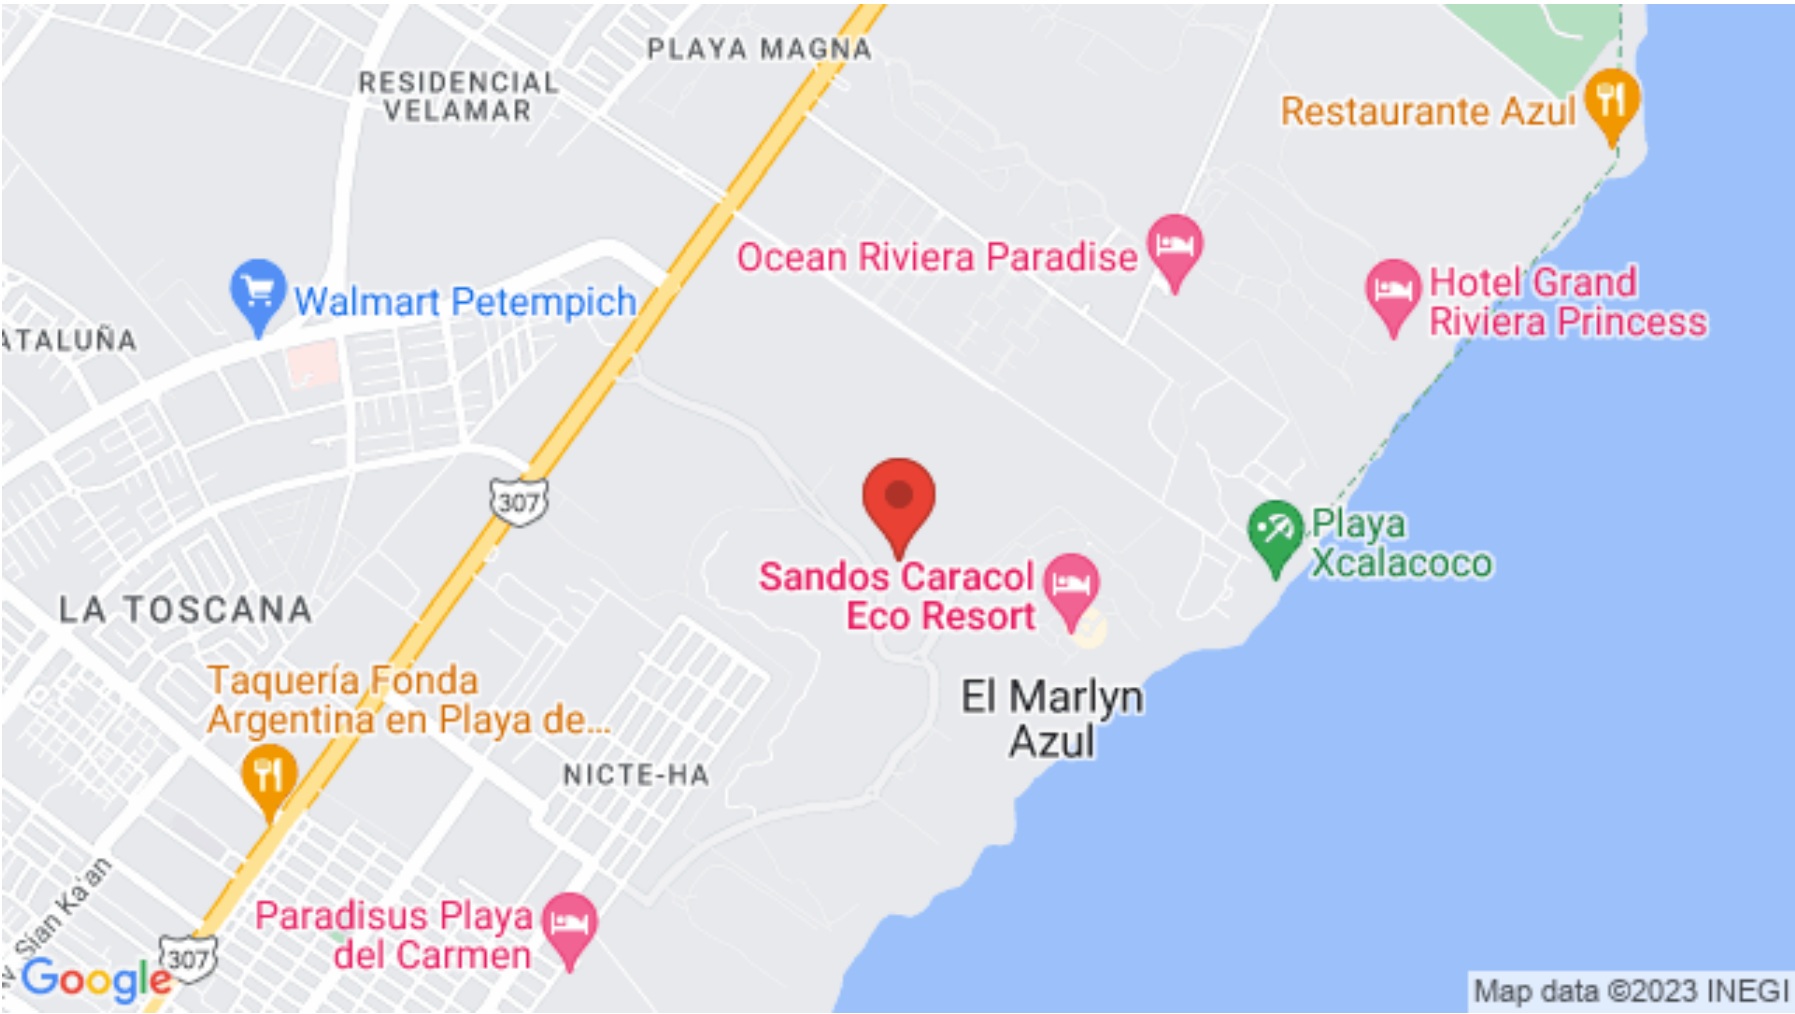 PLAYA MAGNA
RESIDENCIAL
VELAMAR
Restaurante Azul
Ocean Riviera Paradise
Hotel Grand
Riviera Princess
Walmart Petempich
ATALUÑA
307
Playa
Xcalacoco
Sandos Caracol
Eco Resort
LA TOSCANA
Taquería Fonda
Argentina en Playa de...
El Marlyn
Azul
NICTE-HA
v Sian Ka'an
Paradisus Playa
del Carmen
307
Google
Map data ©2023 INEGI